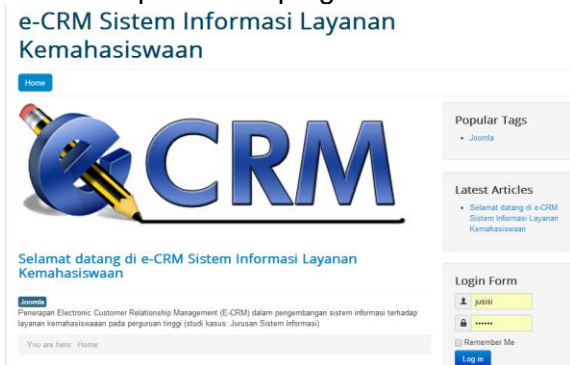 e-CRM Sistem Informasi Layanan
Kemahasiswaan
Home
e-CRM
Selamat datang di e-CRM Sistem Informasi Layanan
Kemahasiswaan
Joomla
Penerapan Electronic Customer Relationship Management (E-CRM) dalam pengembangan sistem informasi terhadap
layanan kemahasiswaaan pada perguruan tinggi (studi kasus: Jurusan Sistem Informasi)
You are here: Home
Popular Tags
Joomla
Latest Articles
Selamat datang di e-CRM
Sistem Informasi Layanan
Kemahasiswaan
Login Form
jusisi
••••••
Remember Me
Log in